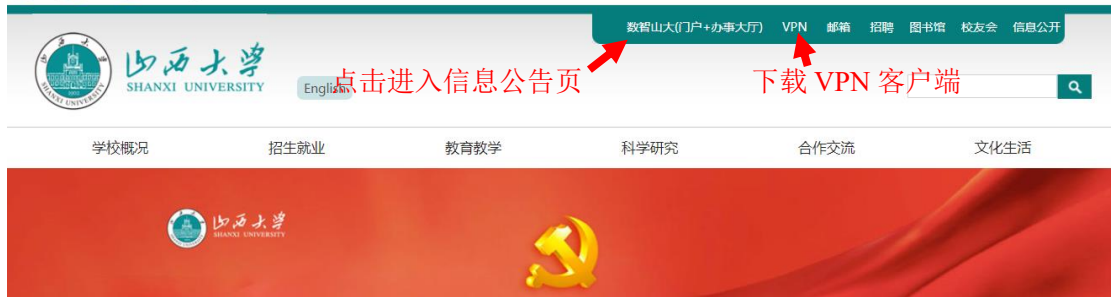 数智山大(门户+办事大厅) VPN 邮箱 招聘 图书馆 校友会 信息公开
山西大学
SHANXI UNIVERSITY
English
点击进入信息公告页
下载 VPN 客户端
学校概况 招生就业 教育教学 科学研究 合作交流 文化生活
山西大学
SHANXI UNIVERSITY